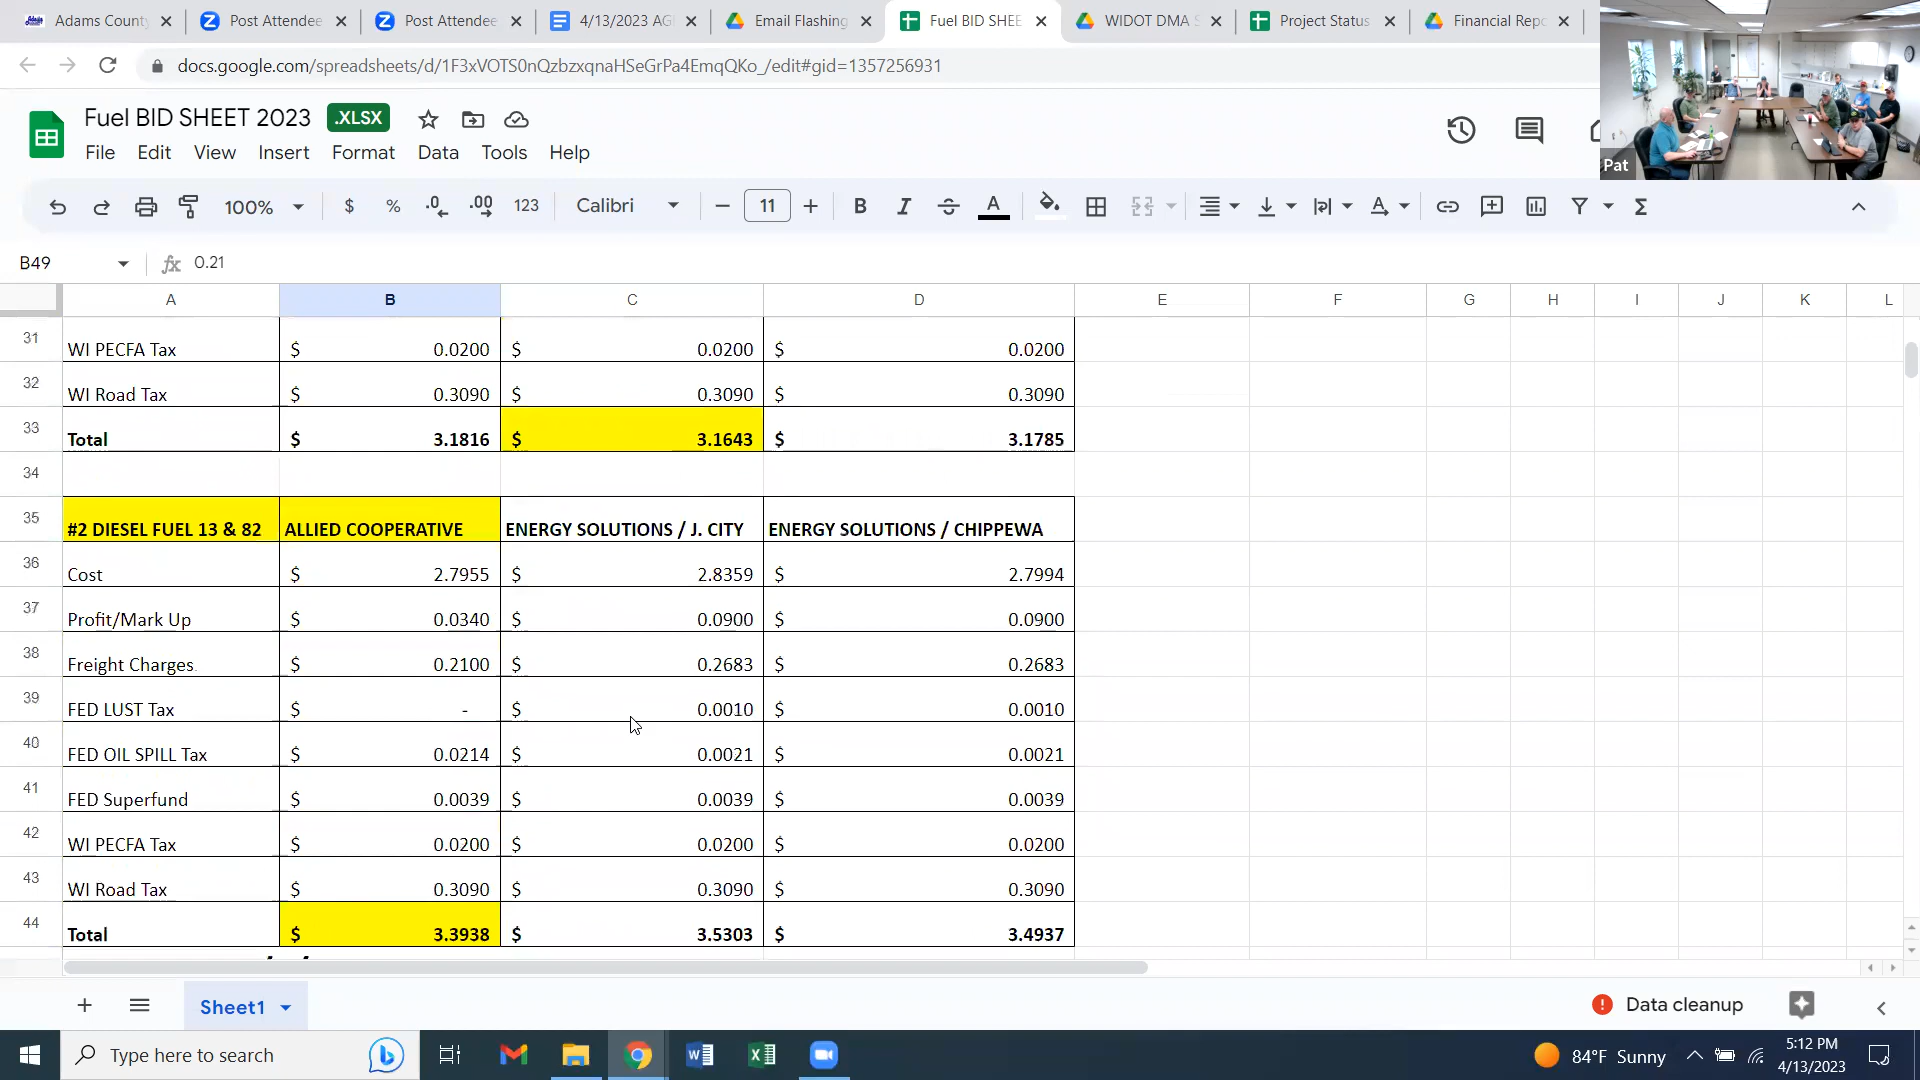 Adams County
Post Attendee
Post Attendee
4/13/2023 AG
Email Flashing
Fuel BID SHEE
WIDOT DMA S
Project Status
Financial Repo
docs.google.com/spreadsheets/d/1F3xVOTS0nQzbzxqnaHSeGrPa4EmqQKo_/edit#gid=1357256931
Fuel BID SHEET 2023 .XLSX
File Edit View Insert Format Data Tools Help
Pat
100% $ % .0 .00 123 Calibri 11 B I S A Σ
B49 fx 0.21
A B C D E F G H I J K L
31 WI PECFA Tax $ 0.0200 $ 0.0200 $ 0.0200
32 WI Road Tax $ 0.3090 $ 0.3090 $ 0.3090
33 Total $ 3.1816 $ 3.1643 $ 3.1785
34
35 #2 DIESEL FUEL 13 & 82 ALLIED COOPERATIVE ENERGY SOLUTIONS / J. CITY ENERGY SOLUTIONS / CHIPPEWA
36 Cost $ 2.7955 $ 2.8359 $ 2.7994
37 Profit/Mark Up $ 0.0340 $ 0.0900 $ 0.0900
38 Freight Charges $ 0.2100 $ 0.2683 $ 0.2683
39 FED LUST Tax $ - $ 0.0010 $ 0.0010
40 FED OIL SPILL Tax $ 0.0214 $ 0.0021 $ 0.0021
41 FED Superfund $ 0.0039 $ 0.0039 $ 0.0039
42 WI PECFA Tax $ 0.0200 $ 0.0200 $ 0.0200
43 WI Road Tax $ 0.3090 $ 0.3090 $ 0.3090
44 Total $ 3.3938 $ 3.5303 $ 3.4937
Sheet1
Data cleanup
Type here to search
84°F Sunny
5:12 PM
4/13/2023